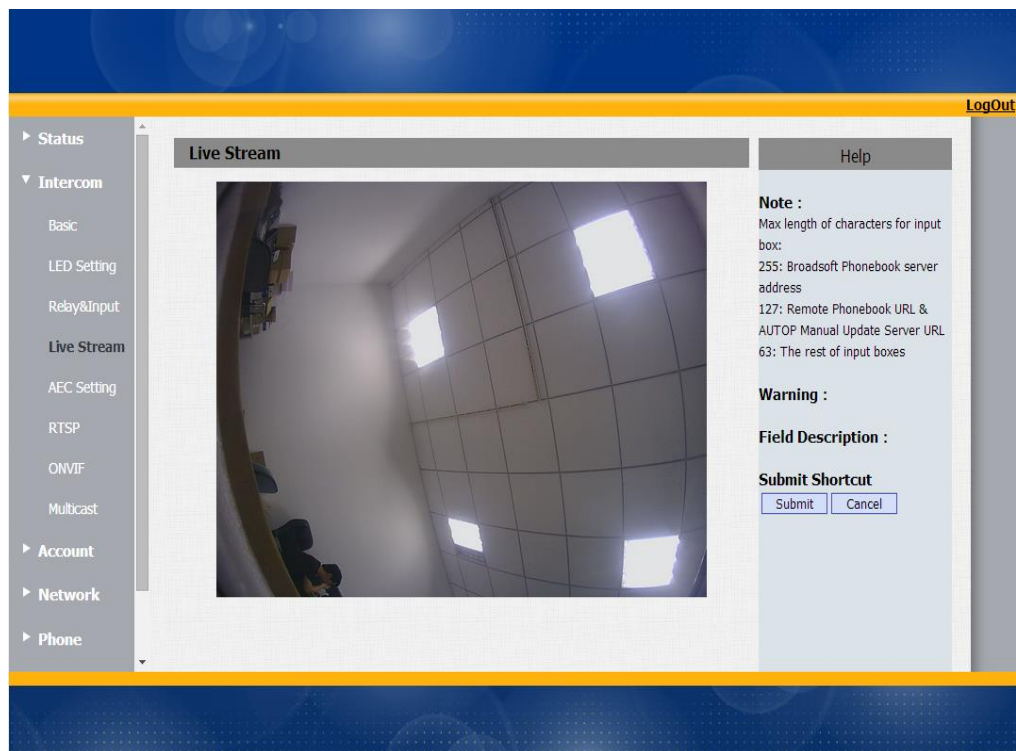 LogOut
Status
Intercom
Basic
LED Setting
Relay&Input
Live Stream
AEC Setting
RTSP
ONVIF
Multicast
Account
Network
Phone
Live Stream
Help
Note :
Max length of characters for input
box:
255: Broadsoft Phonebook server
address
127: Remote Phonebook URL &
AUTOP Manual Update Server URL
63: The rest of input boxes
Warning :
Field Description :
Submit Shortcut
Submit Cancel